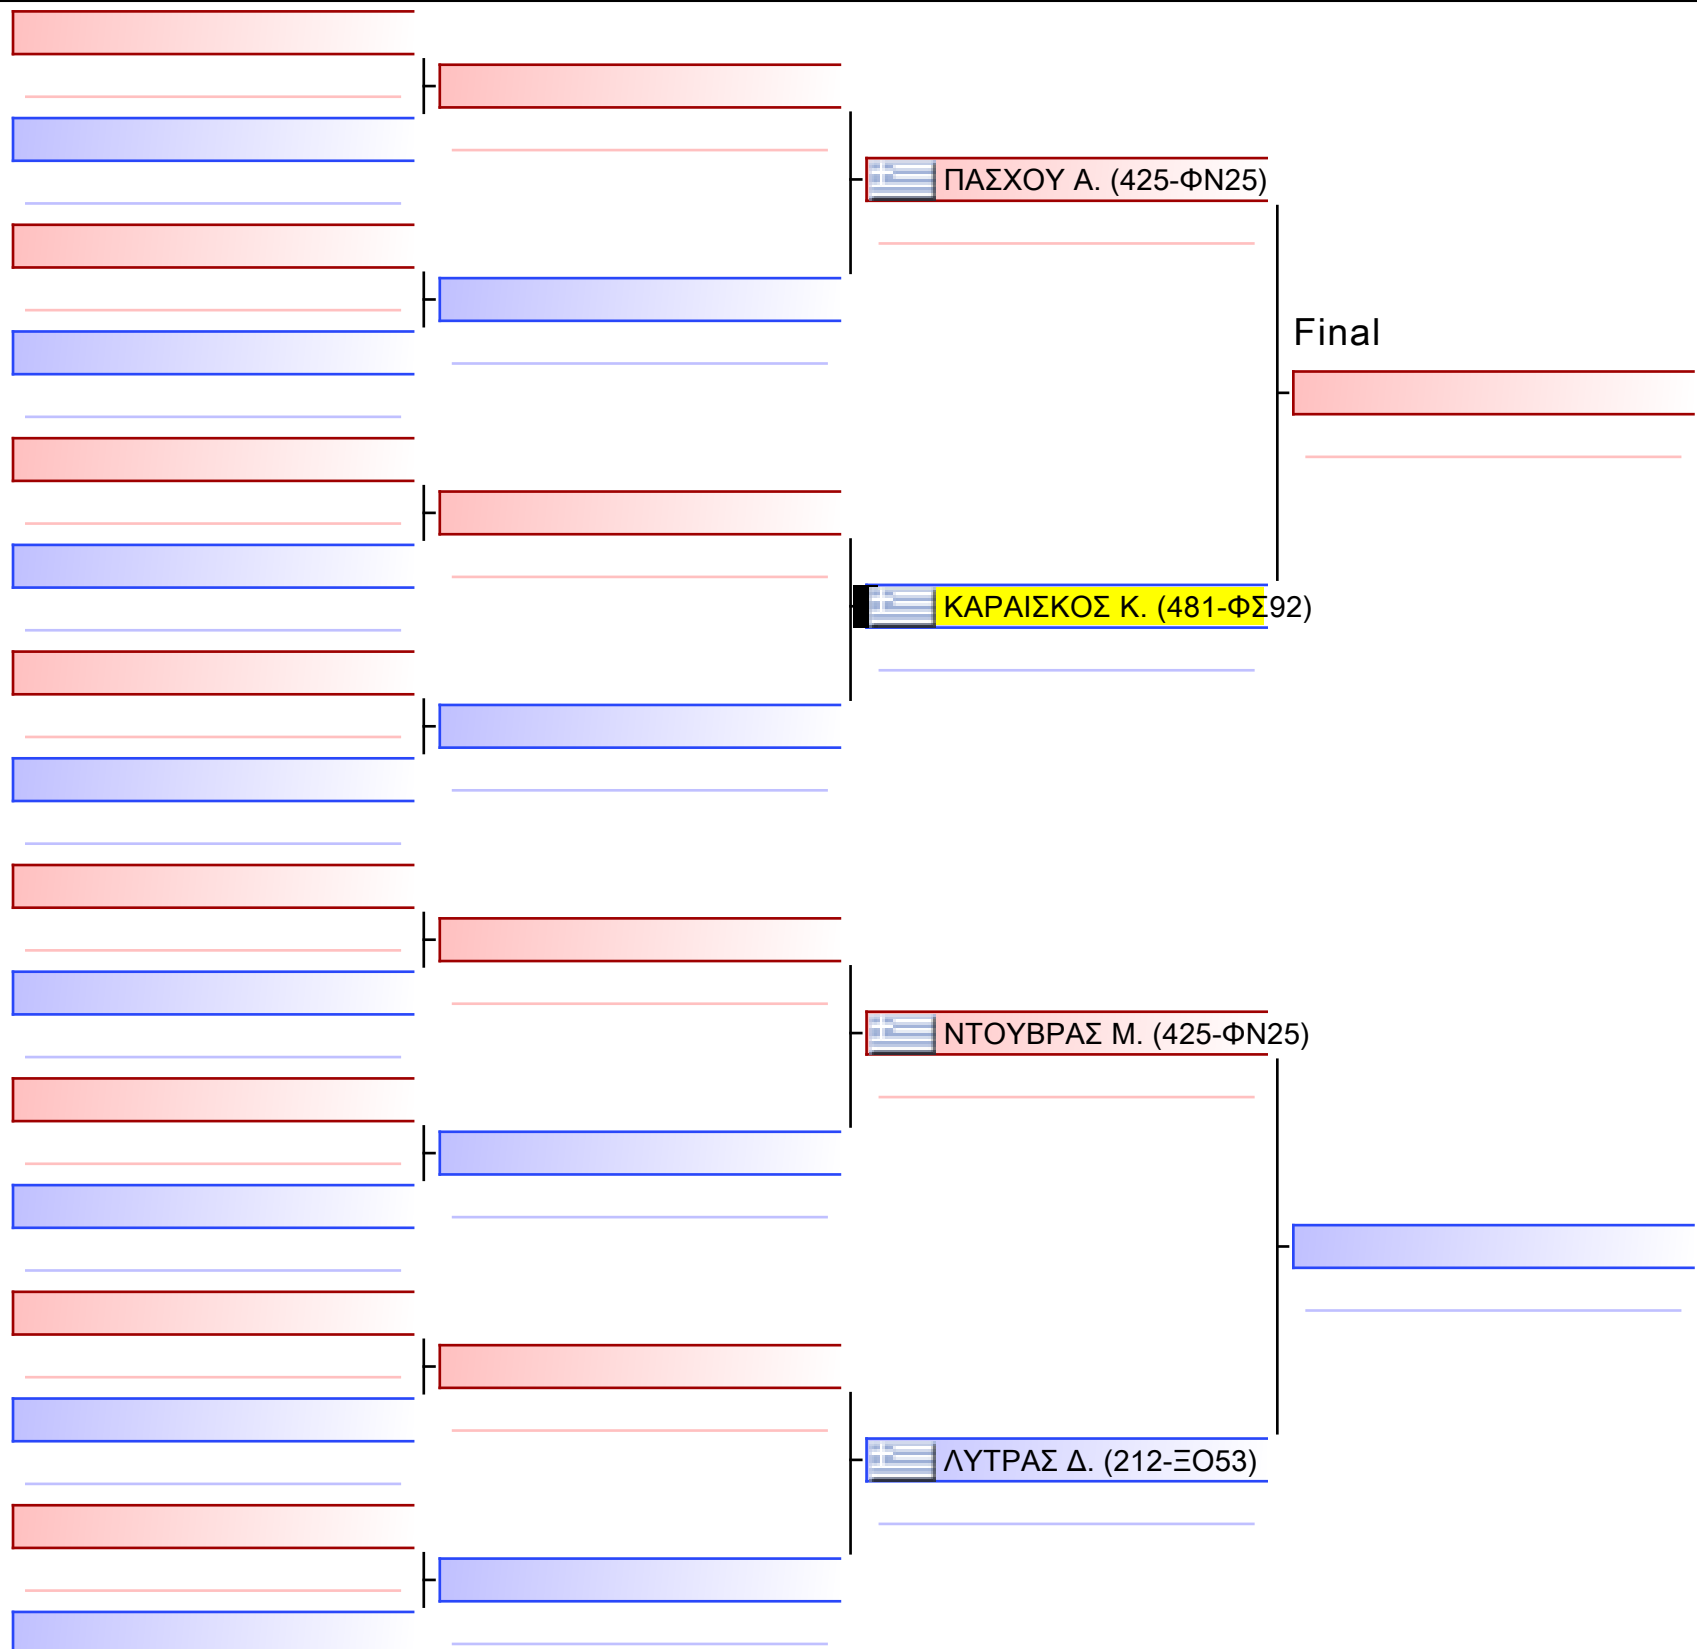 ΠΑΣΧΟΥ Α. (425-ΦΝ25)
Final
ΚΑΡΑΙΣΚΟΣ Κ. (481-ΦΣ92)
ΝΤΟΥΒΡΑΣ Μ. (425-ΦΝ25)
ΛΥΤΡΑΣ Δ. (212-ΞΟ53)